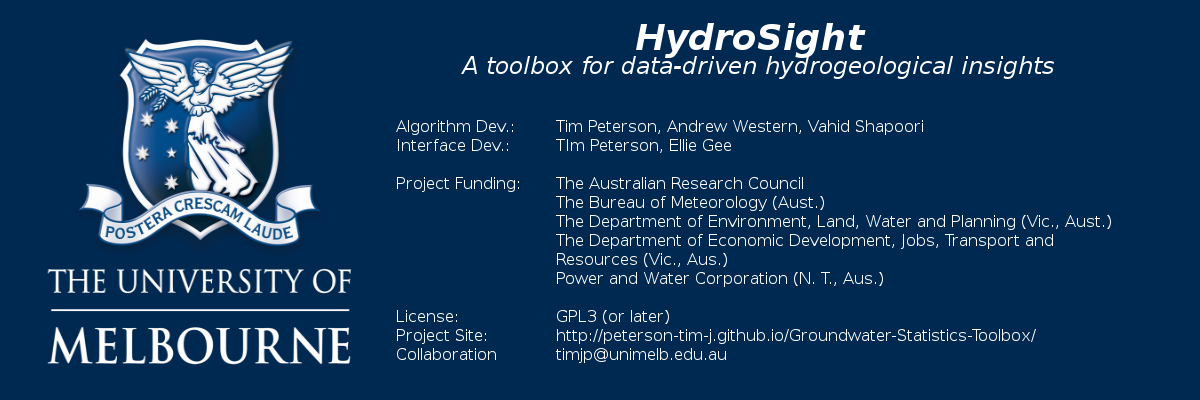 HydroSight
A toolbox for data-driven hydrogeological insights
POSTERA CRESCAM LAUDE
THE UNIVERSITY OF
MELBOURNE
Algorithm Dev.: Tim Peterson, Andrew Western, Vahid Shapoori
Interface Dev.: TIm Peterson, Ellie Gee
Project Funding: The Australian Research Council
The Bureau of Meteorology (Aust.)
The Department of Environment, Land, Water and Planning (Vic., Aust.)
The Department of Economic Development, Jobs, Transport and
Resources (Vic., Aus.)
Power and Water Corporation (N. T., Aus.)
License: GPL3 (or later)
Project Site: http://peterson-tim-j.github.io/Groundwater-Statistics-Toolbox/
Collaboration timjp@unimelb.edu.au